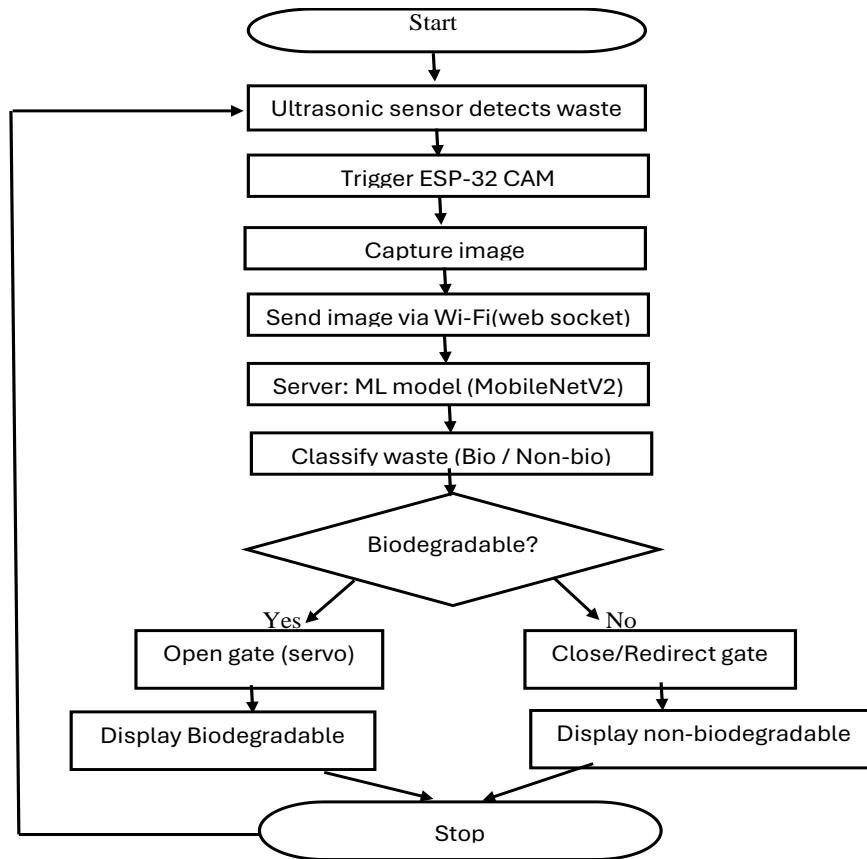 Start
Ultrasonic sensor detects waste
Trigger ESP-32 CAM
Capture image
Send image via Wi-Fi(web socket)
Server: ML model (MobileNetV2)
Classify waste (Bio / Non-bio)
Biodegradable?
Yes
No
Open gate (servo)
Close/Redirect gate
Display Biodegradable
Display non-biodegradable
Stop